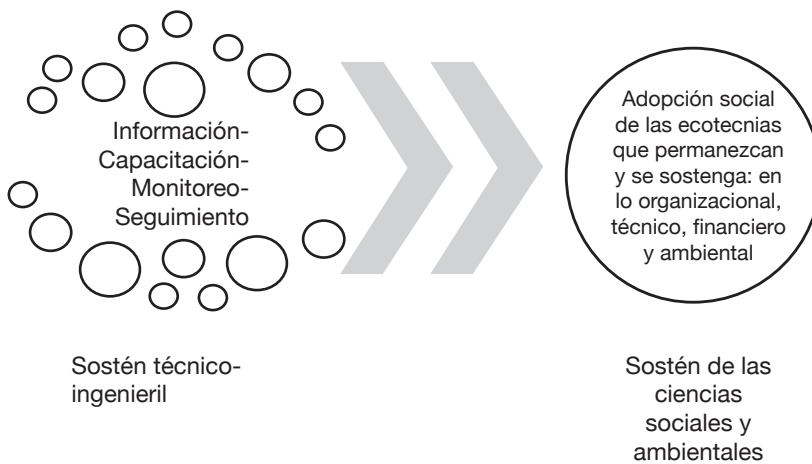 Información-
Capacitación-
Monitoreo-
Seguimiento
Adopción social
de las ecotecnias
que permanezcan
y se sostenga: en
lo organizacional,
técnico, financiero
y ambiental
Sostén técnico-
ingenieril
Sostén de las
ciencias
sociales y
ambientales